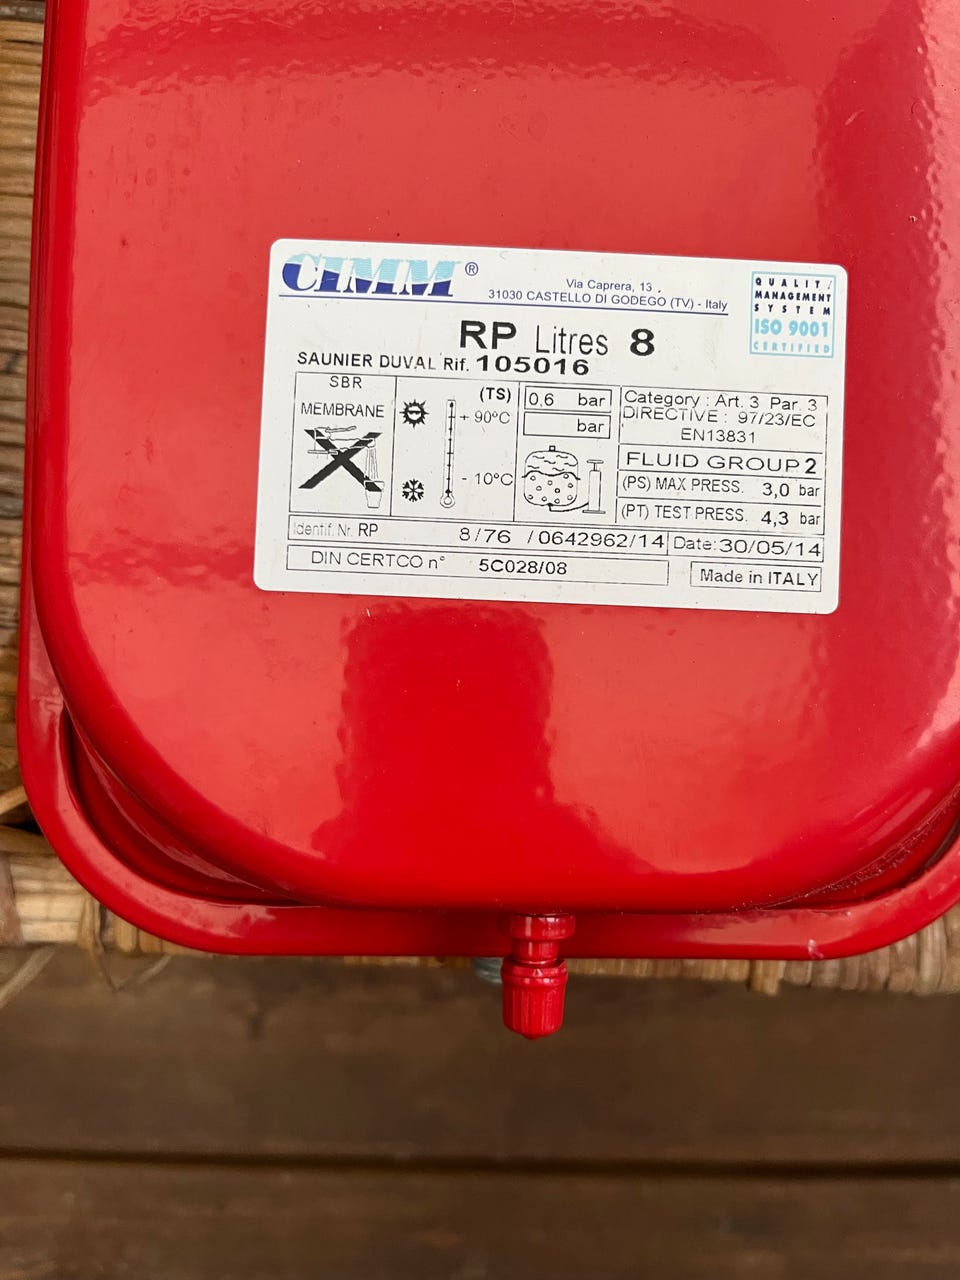 CIMM®
Via Caprera, 13
31030 CASTELLO DI GODEGO (TV) - Italy
QUALITY
MANAGEMENT
SYSTEM
ISO 9001
CERTIFIED
RP Litres 8
SAUNIER DUVAL Rif. 105016
SBR
MEMBRANE
(TS)
+ 90°C
- 10°C
0,6 bar
bar
Category : Art. 3 Par. 3
DIRECTIVE : 97/23/EC
EN13831
FLUID GROUP 2
(PS) MAX PRESS. 3,0 bar
(PT) TEST PRESS. 4,3 bar
Identif. Nr. RP 8/76 /0642962/14 Date: 30/05/14
DIN CERTCO n° 5C028/08
Made in ITALY